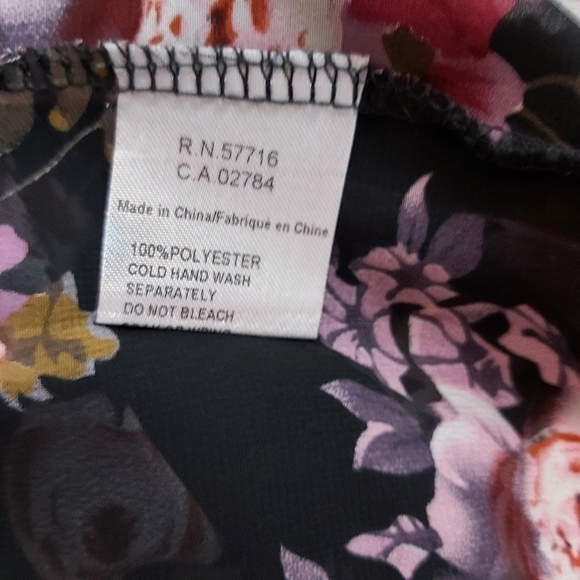 R.N.57716
C.A.02784
Made in China/Fabriqué en Chine
100%POLYESTER
COLD HAND WASH
SEPARATELY
DO NOT BLEACH